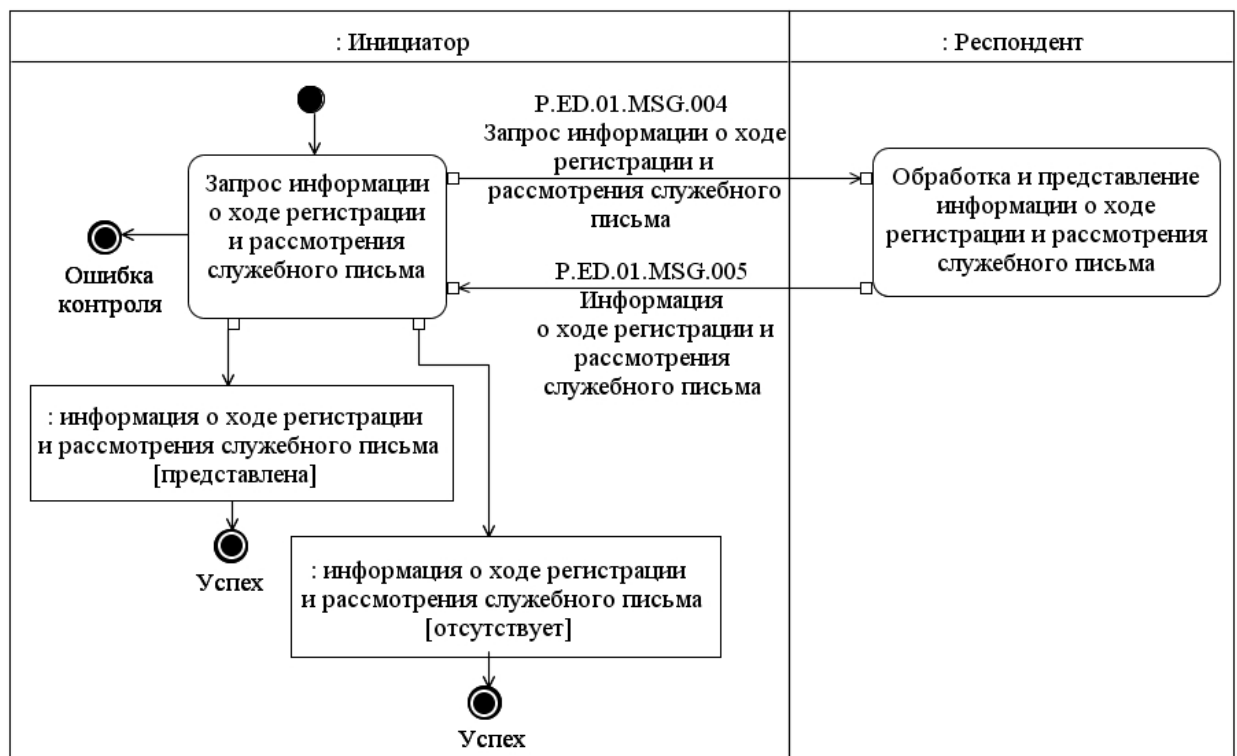 : Инициатор
: Респондент
P.ED.01.MSG.004
Запрос информации о ходе
регистрации и
рассмотрения служебного
письма
Запрос информации
о ходе регистрации
и рассмотрения
служебного письма
Обработка и представление
информации о ходе
регистрации и рассмотрения
служебного письма
Ошибка
контроля
P.ED.01.MSG.005
Информация
о ходе регистрации и
рассмотрения
служебного письма
: информация о ходе регистрации
и рассмотрения служебного письма
[представлена]
Успех
: информация о ходе регистрации
и рассмотрения служебного письма
[отсутствует]
Успех